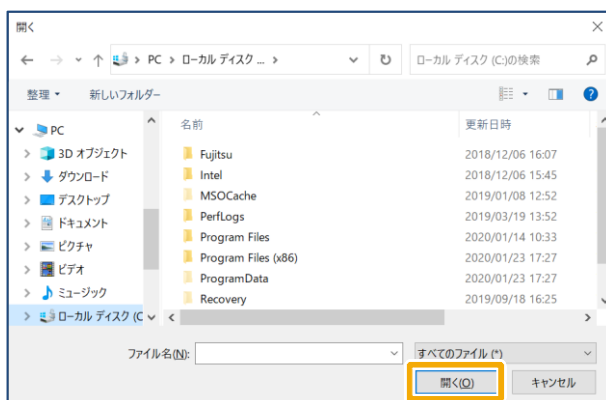 開く
PC > ローカル ディスク ... >
ローカル ディスク (C:)の検索
整理
新しいフォルダー
PC
3D オブジェクト
ダウンロード
デスクトップ
ドキュメント
ピクチャ
ビデオ
ミュージック
ローカル ディスク (C
名前 更新日時
Fujitsu 2018/12/06 16:07
Intel 2018/12/06 15:45
MSOCache 2019/01/08 12:52
PerfLogs 2019/03/19 13:52
Program Files 2020/01/14 10:33
Program Files (x86) 2020/01/23 17:27
ProgramData 2020/01/23 17:27
Recovery 2019/09/18 16:25
ファイル名(N):
すべてのファイル (*)
開く(O)
キャンセル